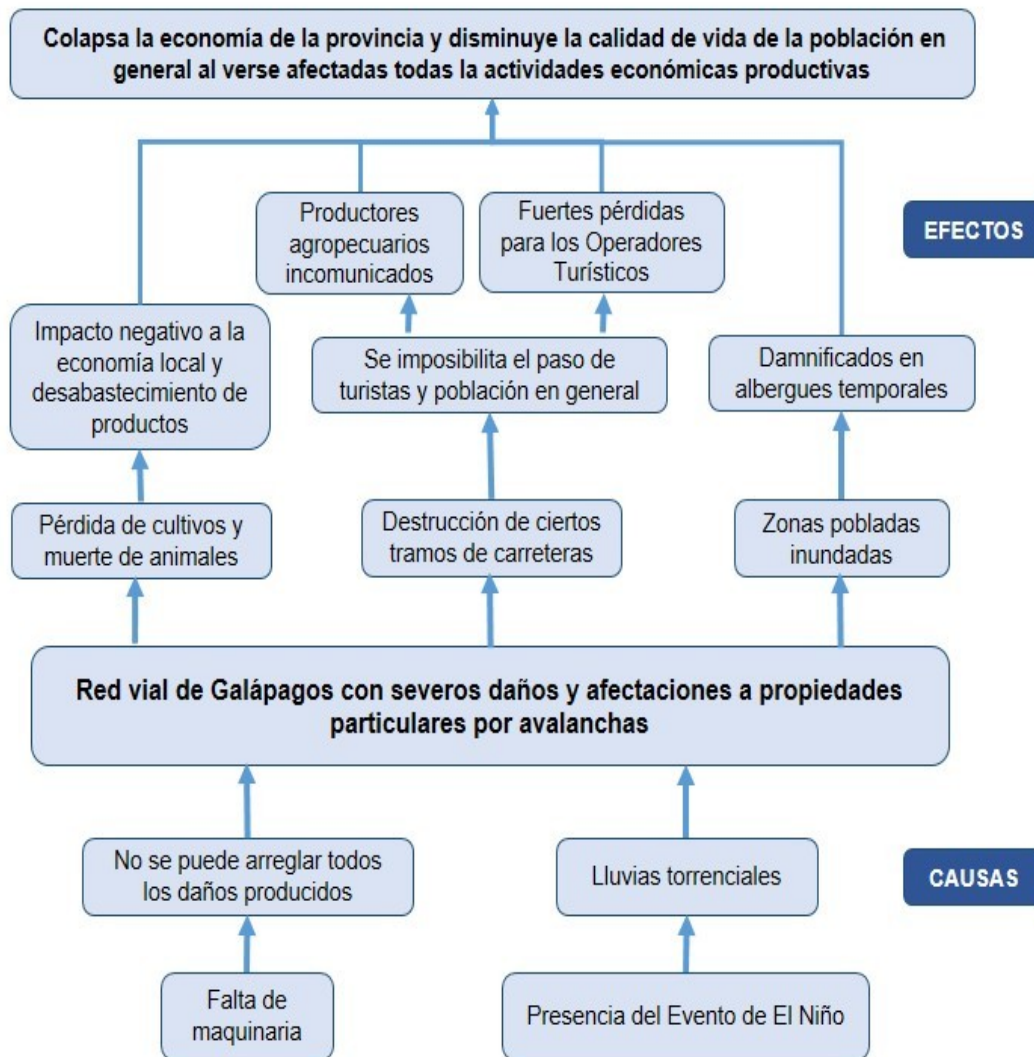 Colapsa la economía de la provincia y disminuye la calidad de vida de la población en
general al verse afectadas todas la actividades económicas productivas
Productores
agropecuarios
incomunicados
Fuertes pérdidas
para los Operadores
Turísticos
EFECTOS
Impacto negativo a la
economía local y
desabastecimiento de
productos
Se imposibilita el paso de
turistas y población en general
Damnificados en
albergues temporales
Pérdida de cultivos y
muerte de animales
Destrucción de ciertos
tramos de carreteras
Zonas pobladas
inundadas
Red vial de Galápagos con severos daños y afectaciones a propiedades
particulares por avalanchas
No se puede arreglar todos
los daños producidos
Lluvias torrenciales
CAUSAS
Falta de
maquinaria
Presencia del Evento de El Niño